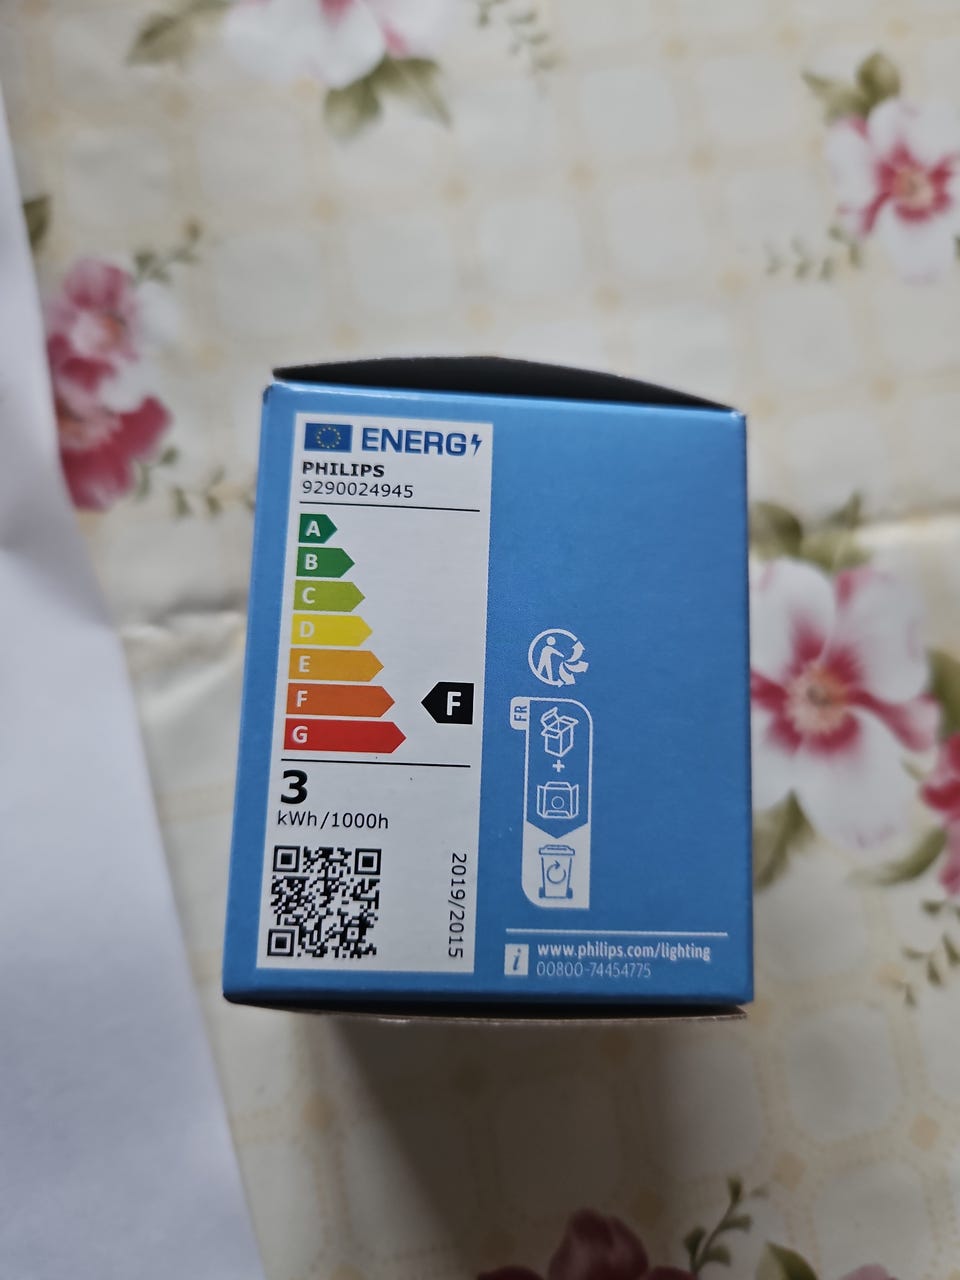 ENERG
PHILIPS
9290024945
A
B
C
D
E
F
G
F
3
kWh/1000h
2019/2015
FR
+
i
www.philips.com/lighting
00800-74454775